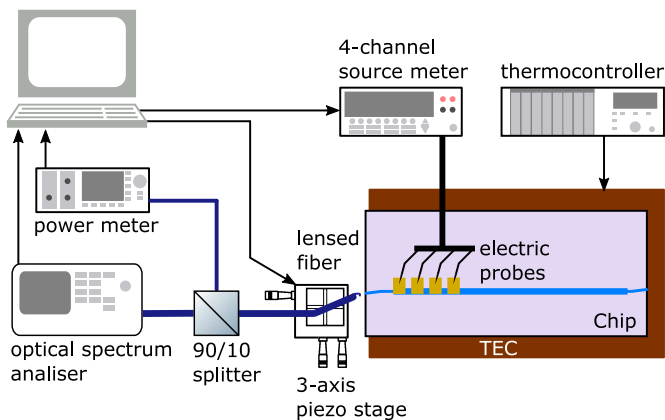 4-channel
source meter
thermocontroller
power meter
lensed
fiber
electric
probes
Chip
TEC
optical spectrum
analiser
90/10
splitter
3-axis
piezo stage